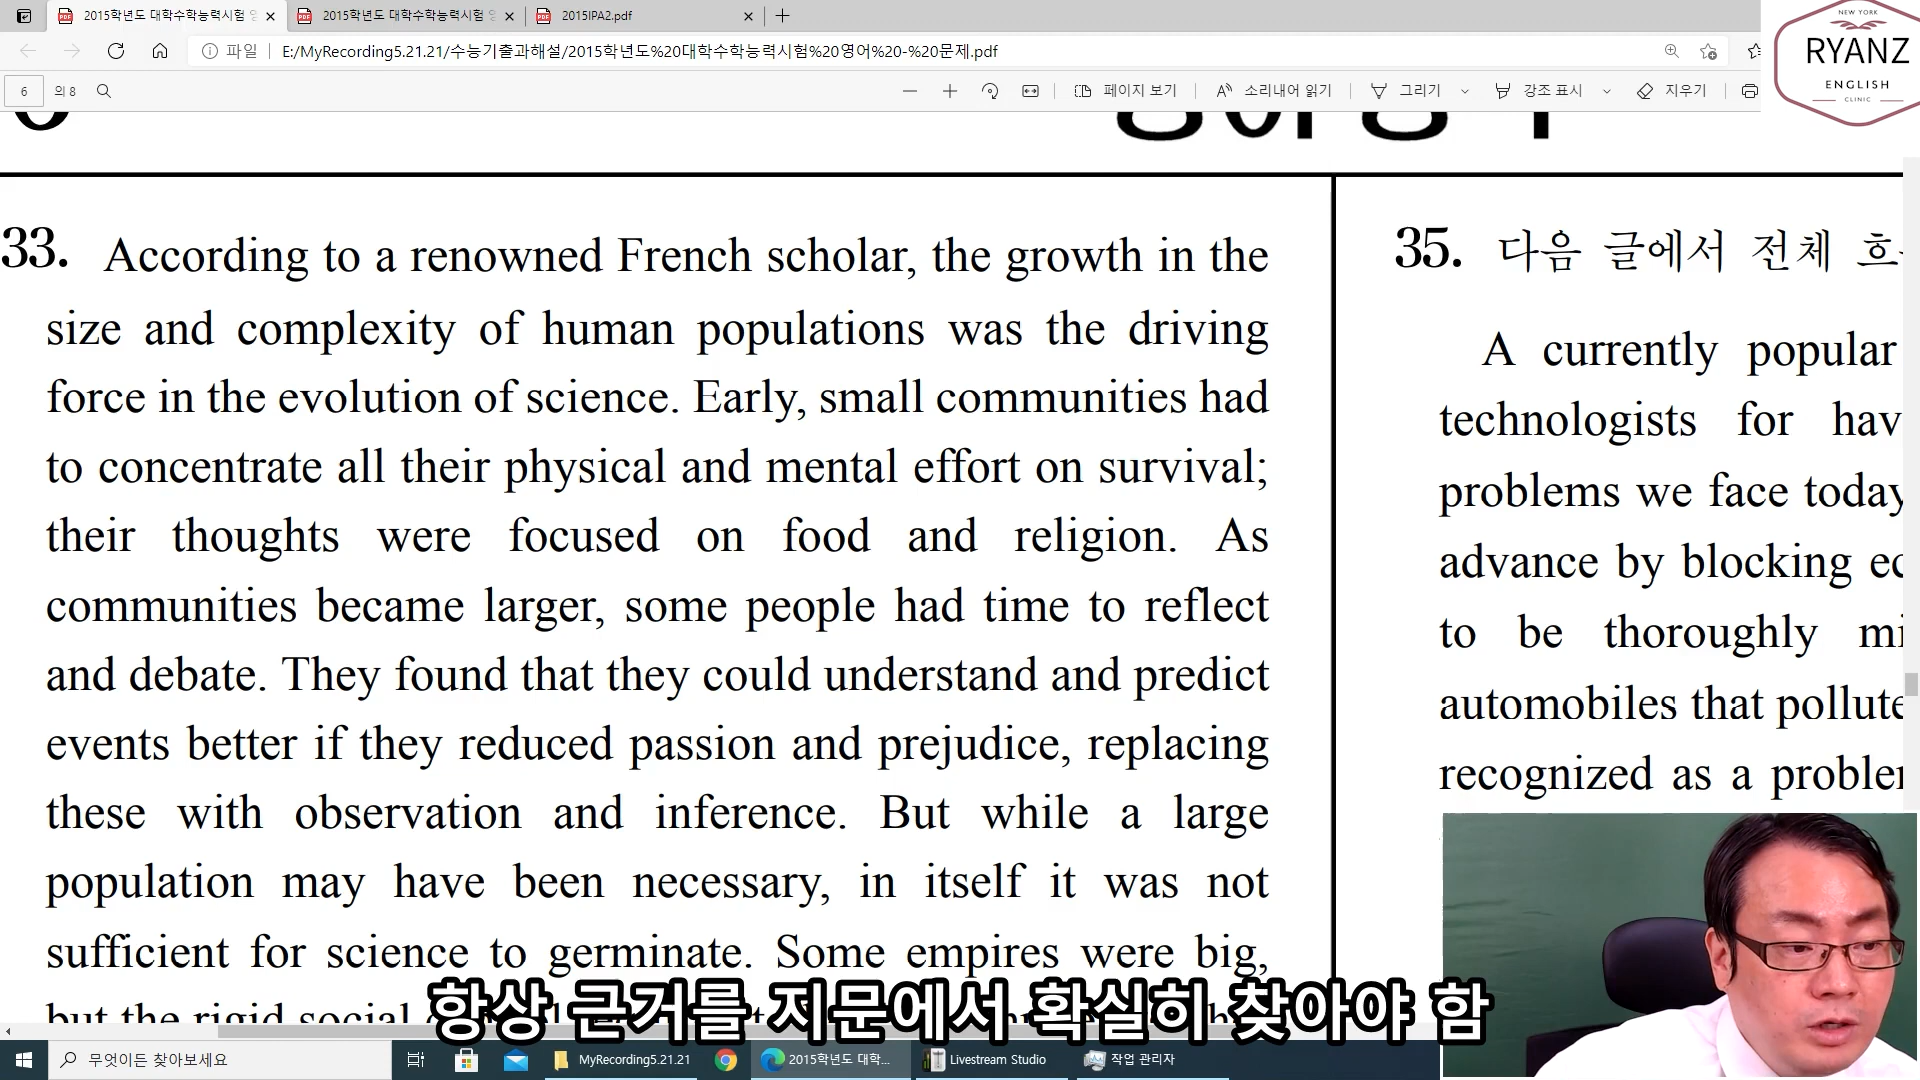 2015학년도 대학수학능력시험
2015학년도 대학수학능력시험
2015IPA2.pdf
파일
E:/MyRecording5.21.21/수능기출과해설/2015학년도%20대학수학능력시험%20영어%20-%20문제.pdf
6
의 8
페이지 보기
소리내어 읽기
그리기
강조 표시
지우기
NEW YORK
RYANZ
ENGLISH
CLINIC
33. According to a renowned French scholar, the growth in the
size and complexity of human populations was the driving
force in the evolution of science. Early, small communities had
to concentrate all their physical and mental effort on survival;
their thoughts were focused on food and religion. As
communities became larger, some people had time to reflect
and debate. They found that they could understand and predict
events better if they reduced passion and prejudice, replacing
these with observation and inference. But while a large
population may have been necessary, in itself it was not
sufficient for science to germinate. Some empires were big,
but the rigid social
35. 다음 글에서 전체
A currently popular
technologists for hav
problems we face today
advance by blocking ec
to be thoroughly mi
automobiles that pollute
recognized as a probler
항상 근거를 지문에서 확실히 찾아야 함
무엇이든 찾아보세요
MyRecording5.21.21
2015학년도 대학...
Livestream Studio
작업 관리자